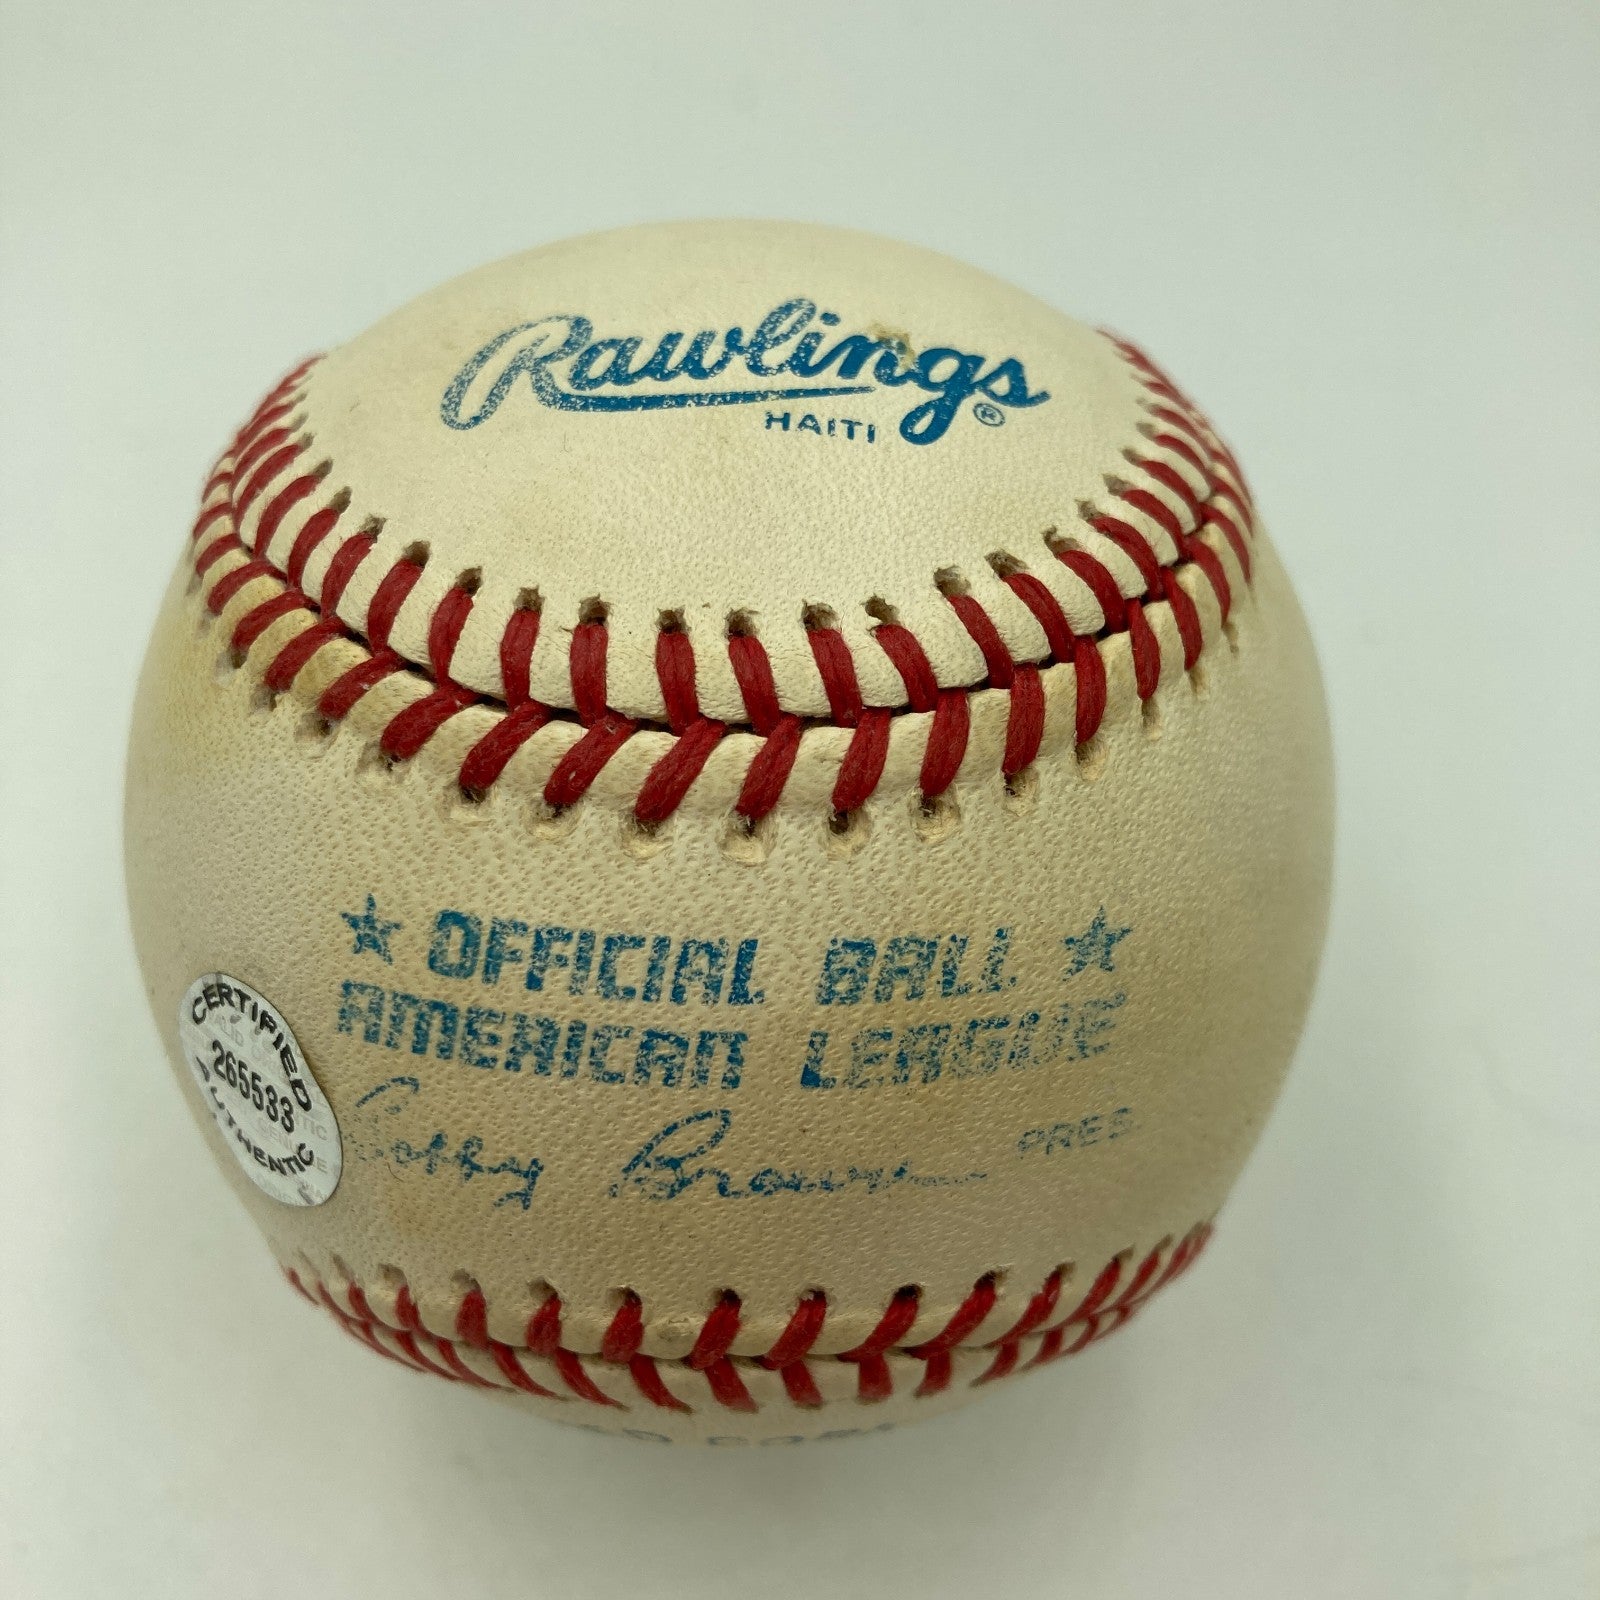 Rawlings ®
HAITI
★ OFFICIAL BALL ★
AMERICAN LEAGUE
Bobby Brown PRES.
CERTIFIED
265533
AUTHENTIC